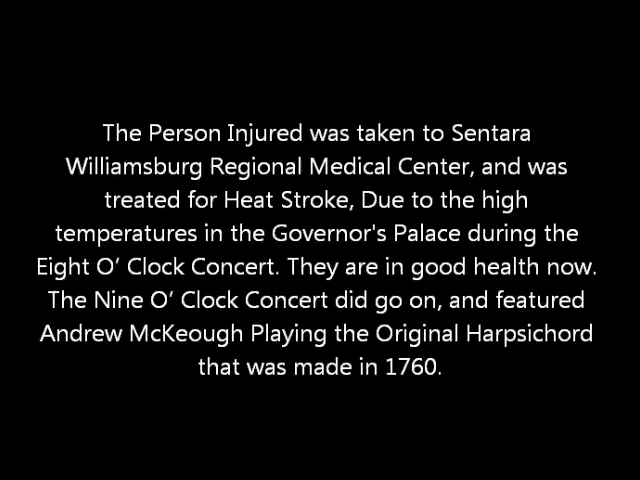 The Person Injured was taken to Sentara
Williamsburg Regional Medical Center, and was
treated for Heat Stroke, Due to the high
temperatures in the Governor's Palace during the
Eight O’ Clock Concert. They are in good health now.
The Nine O’ Clock Concert did go on, and featured
Andrew McKeough Playing the Original Harpsichord
that was made in 1760.